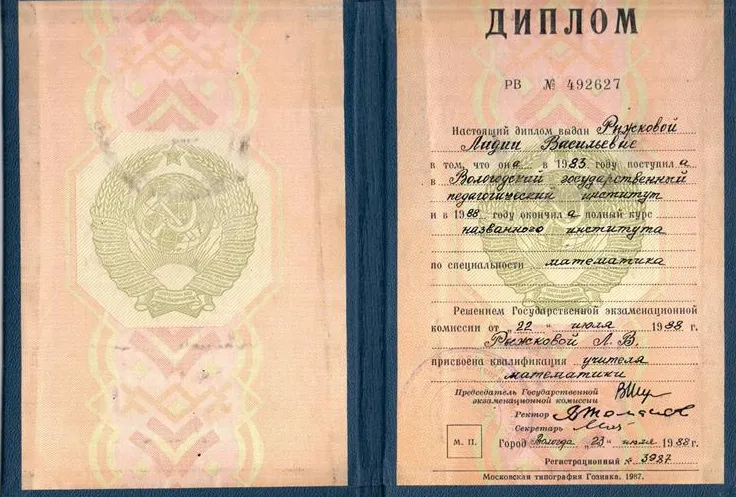 ДИПЛОМ
РВ № 492627
Настоящий диплом выдан Рыжковой
Лидии Васильевне
в том, что она в 1983 году поступила
в Вологодский государственный
педагогический институт
и в 1988 году окончила полный курс
названного института
по специальности математика
Решением Государственной экзаменационной
комиссии от „22“ июля 1988 г.
Рыжковой Л. В.
присвоена квалификация учителя
математики
Председатель Государственной
экзаменационной комиссии
Ректор
Секретарь
М. П.
Город Вологда „23“ июля 1988 г.
Регистрационный № 3987
Московская типография Гознака. 1987.